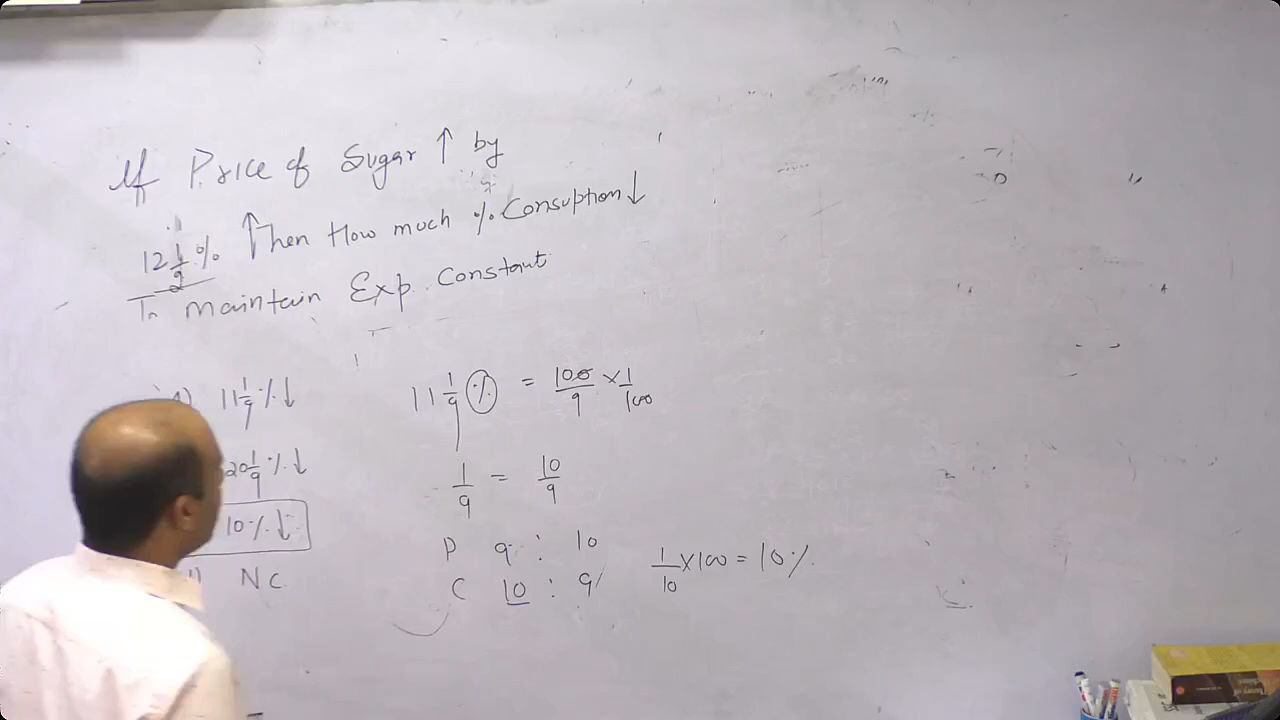 If Price of Sugar ↑ by
12 1/2 % ↑ Then How much % Consuption ↓
To maintain Exp. Constant
11 1/9 % ↓
20 1/9 % ↓
10 % ↓
NC
11 1/9 % = 100/9 × 1/100
1/9 = 10/9
P 9 : 10
C 10 : 9
1/10 × 100 = 10 %